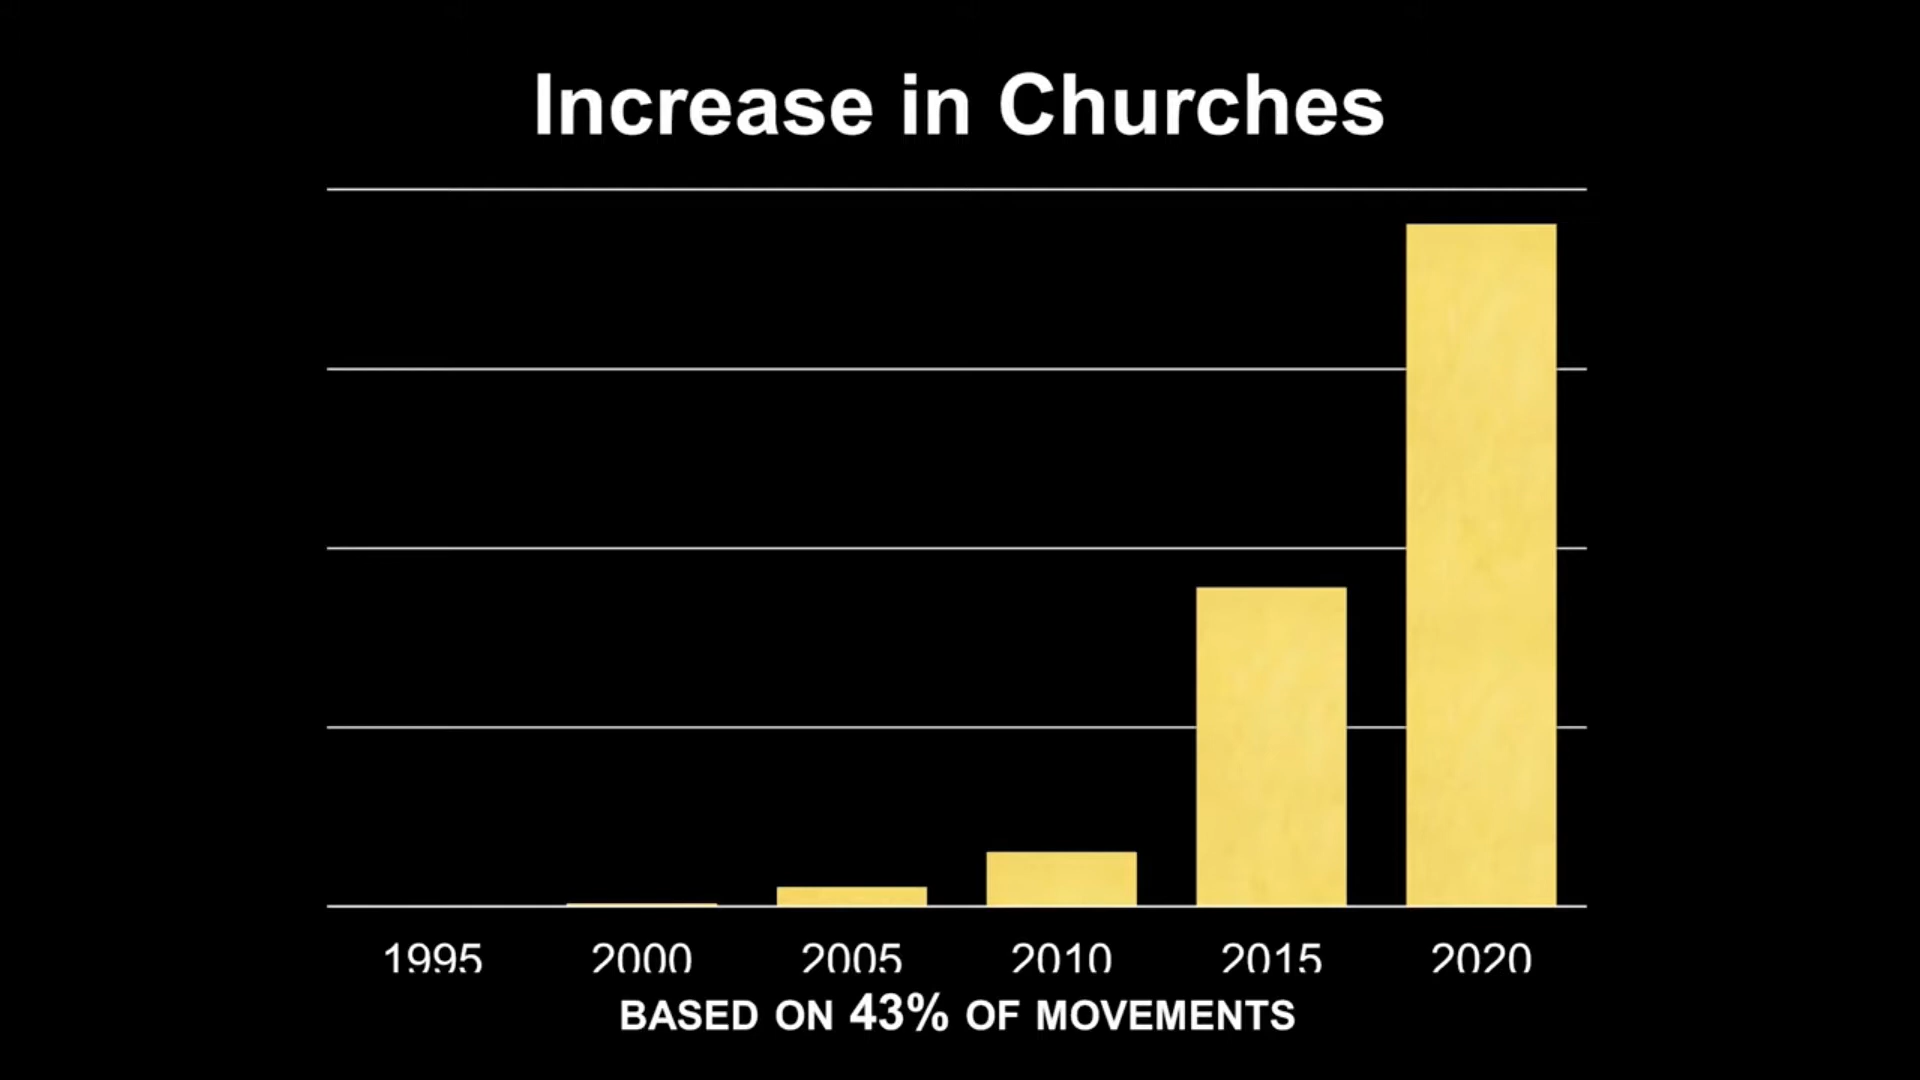 Increase in Churches
1995 2000 2005 2010 2015 2020
BASED ON 43% OF MOVEMENTS